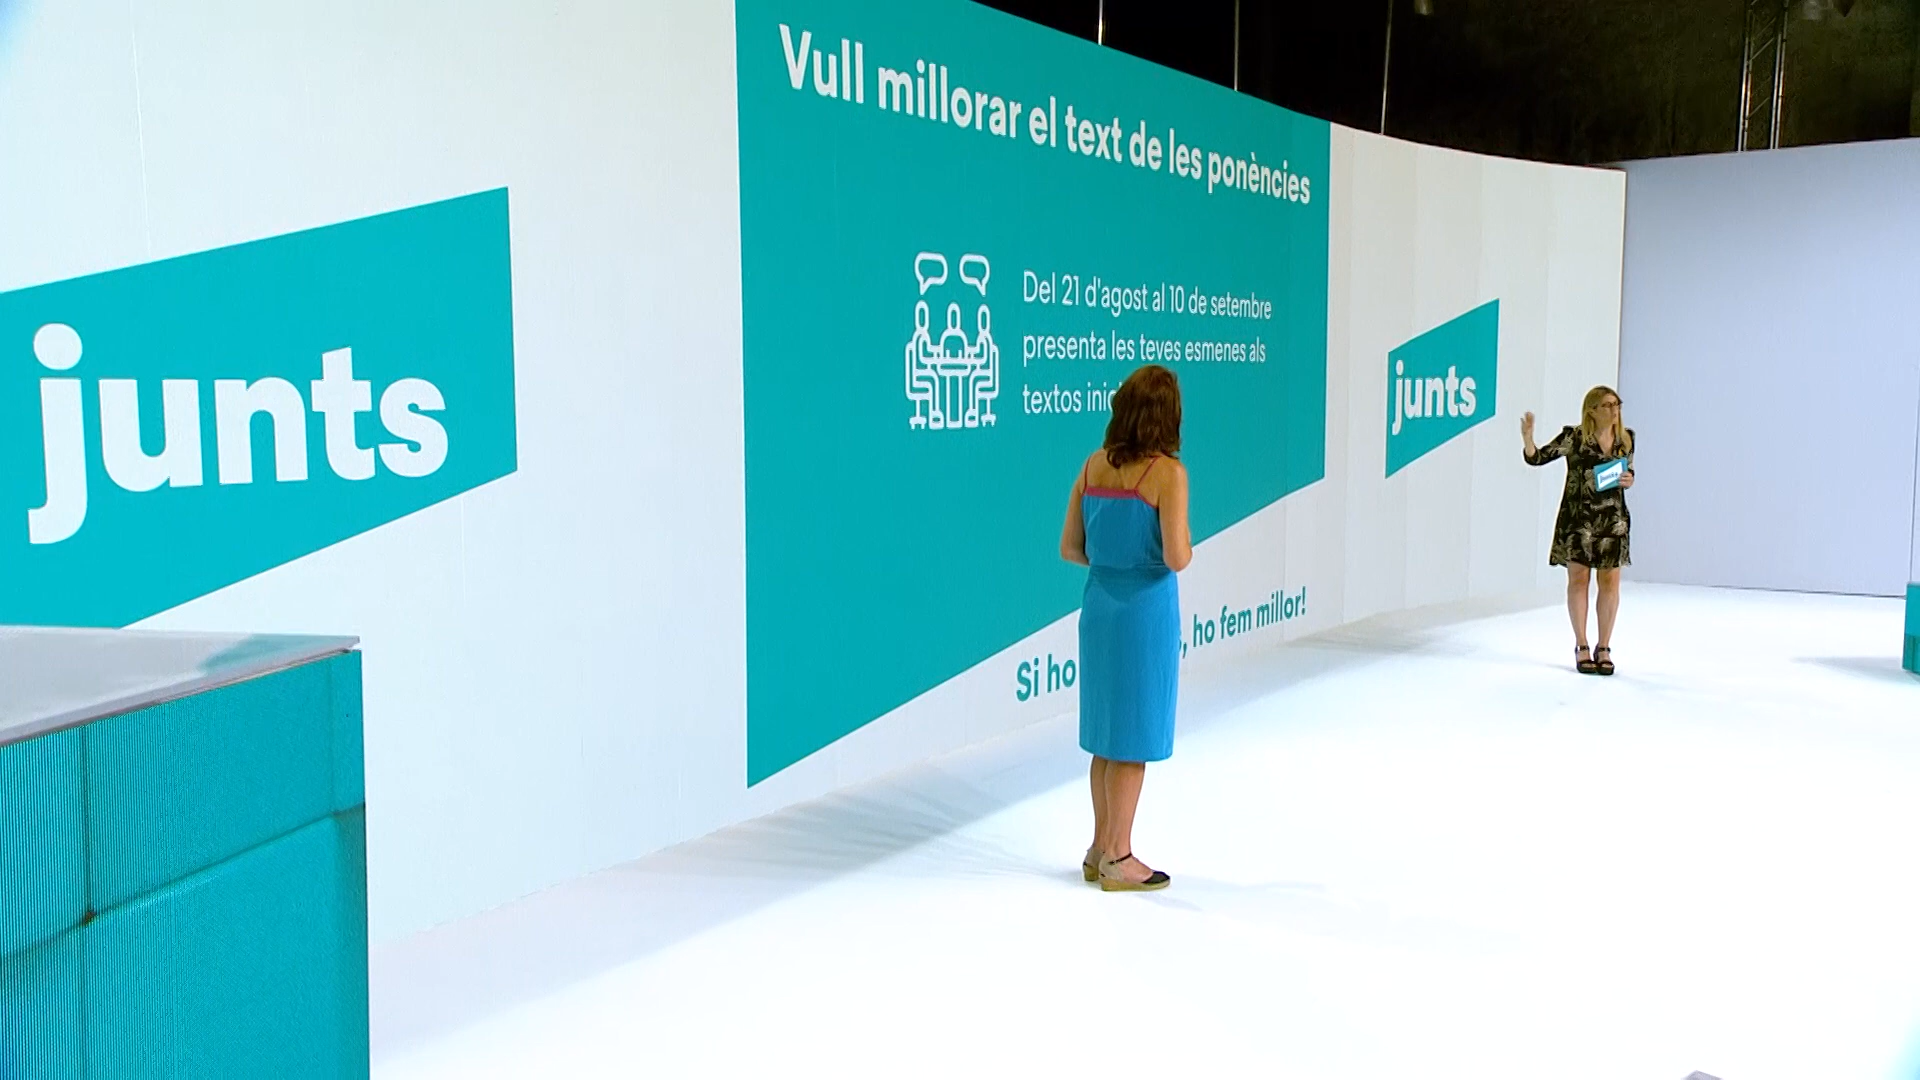 junts
Vull millorar el text de les ponències
Del 21 d'agost al 10 de setembre
presenta les teves esmenes als
textos
Si ho
, ho fem millor!
junts